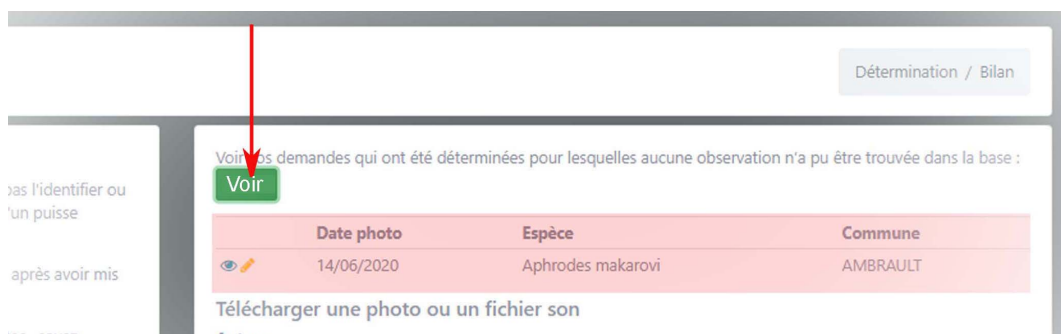 Détermination / Bilan
pas l'identifier ou
'un puisse
après avoir mis
Voir vos demandes qui ont été déterminées pour lesquelles aucune observation n'a pu être trouvée dans la base :
Voir
Date photo Espèce Commune
14/06/2020 Aphrodes makarovi AMBRAULT
Télécharger une photo ou un fichier son